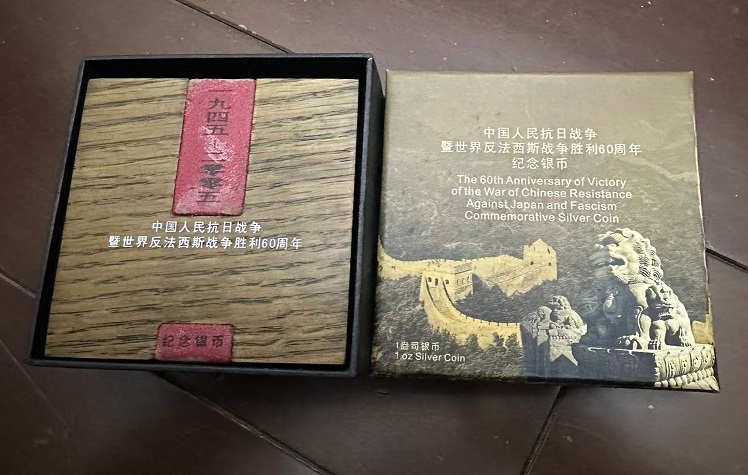 一九四五—二零零五
中国人民抗日战争
暨世界反法西斯战争胜利60周年
纪念银币
中国人民抗日战争
暨世界反法西斯战争胜利60周年
纪念银币
The 60th Anniversary of Victory
of the War of Chinese Resistance
Against Japan and Fascism
Commemorative Silver Coin
1盎司银币
1 oz Silver Coin